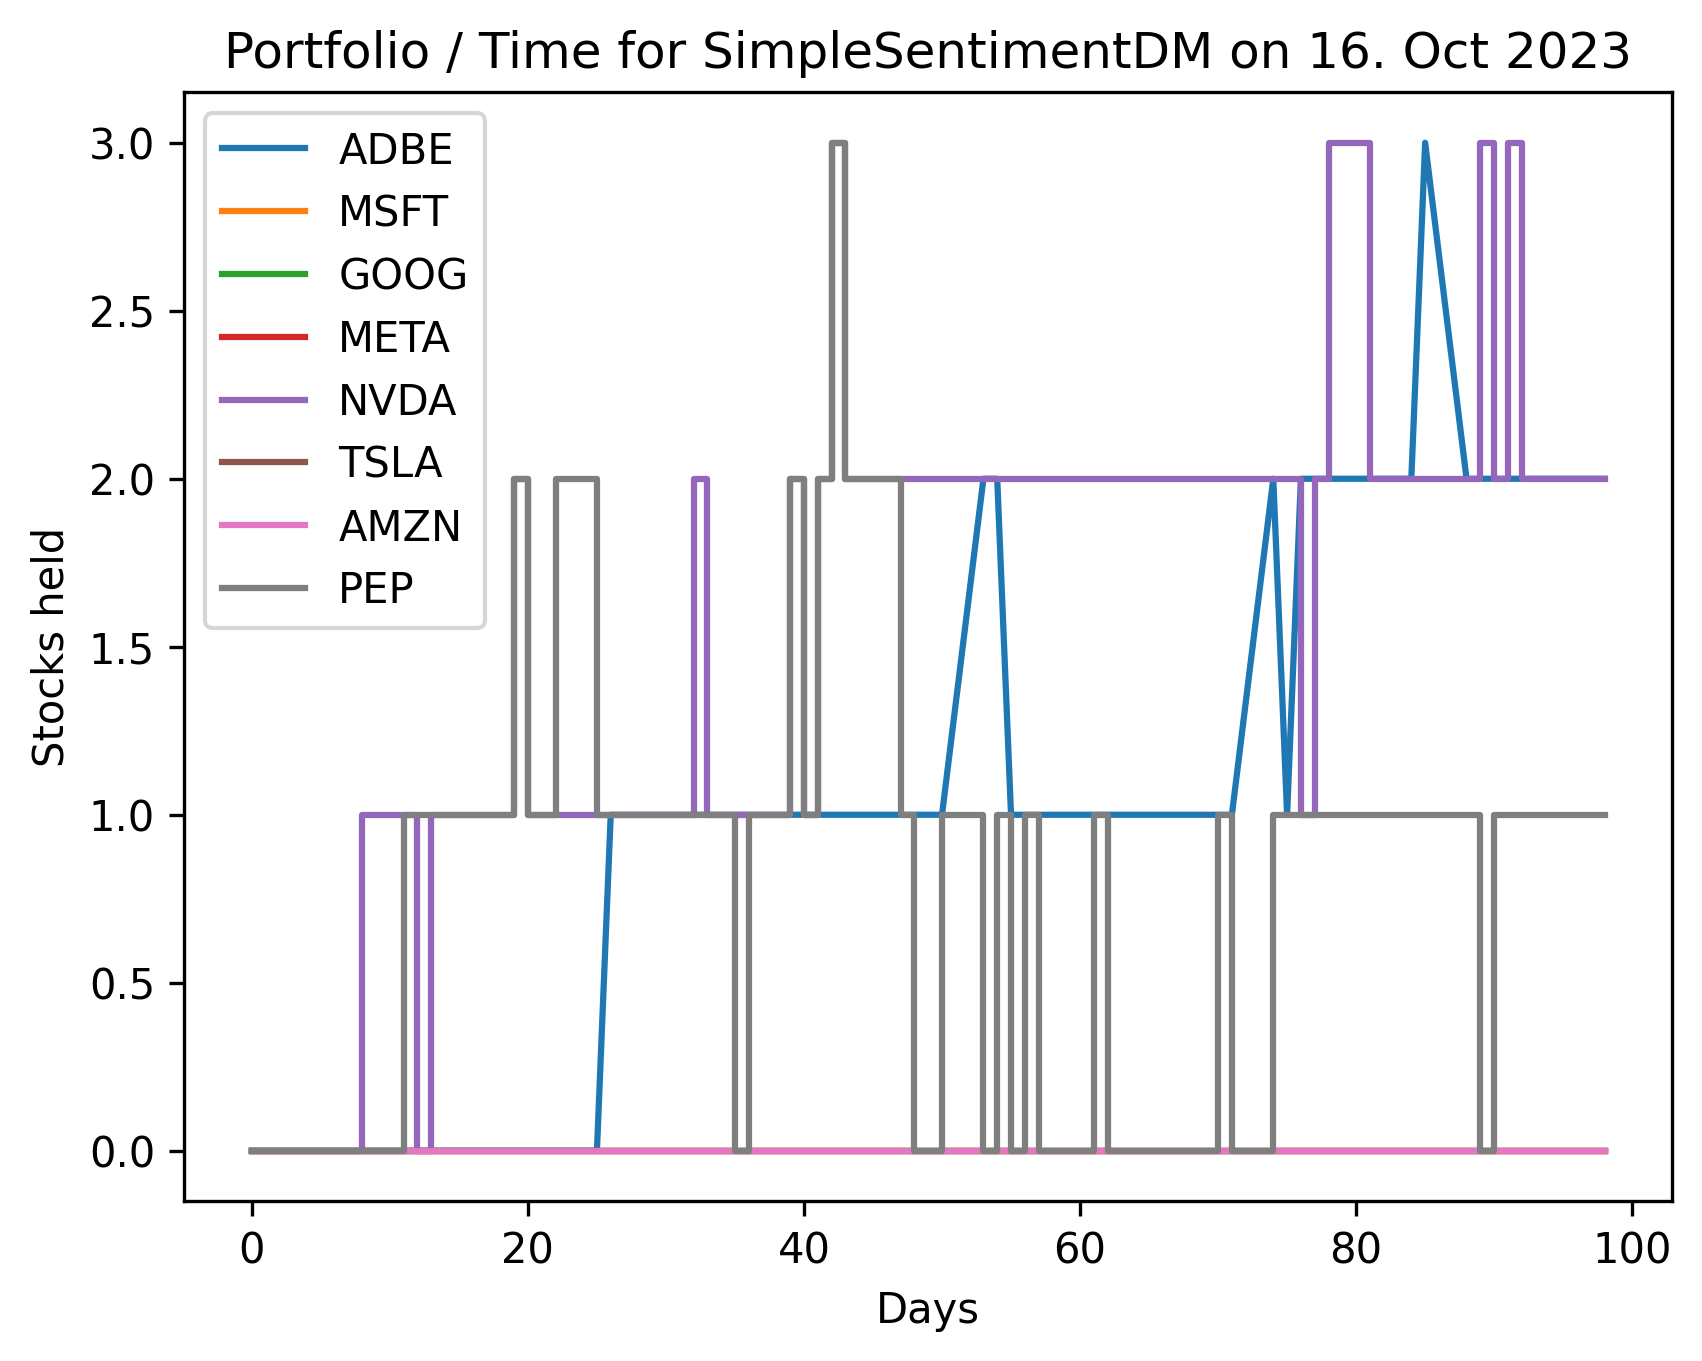 Portfolio / Time for SimpleSentimentDM on 16. Oct 2023
3.0
2.5
2.0
1.5
1.0
0.5
0.0
Stocks held
ADBE
MSFT
GOOG
META
NVDA
TSLA
AMZN
PEP
0 20 40 60 80 100
Days